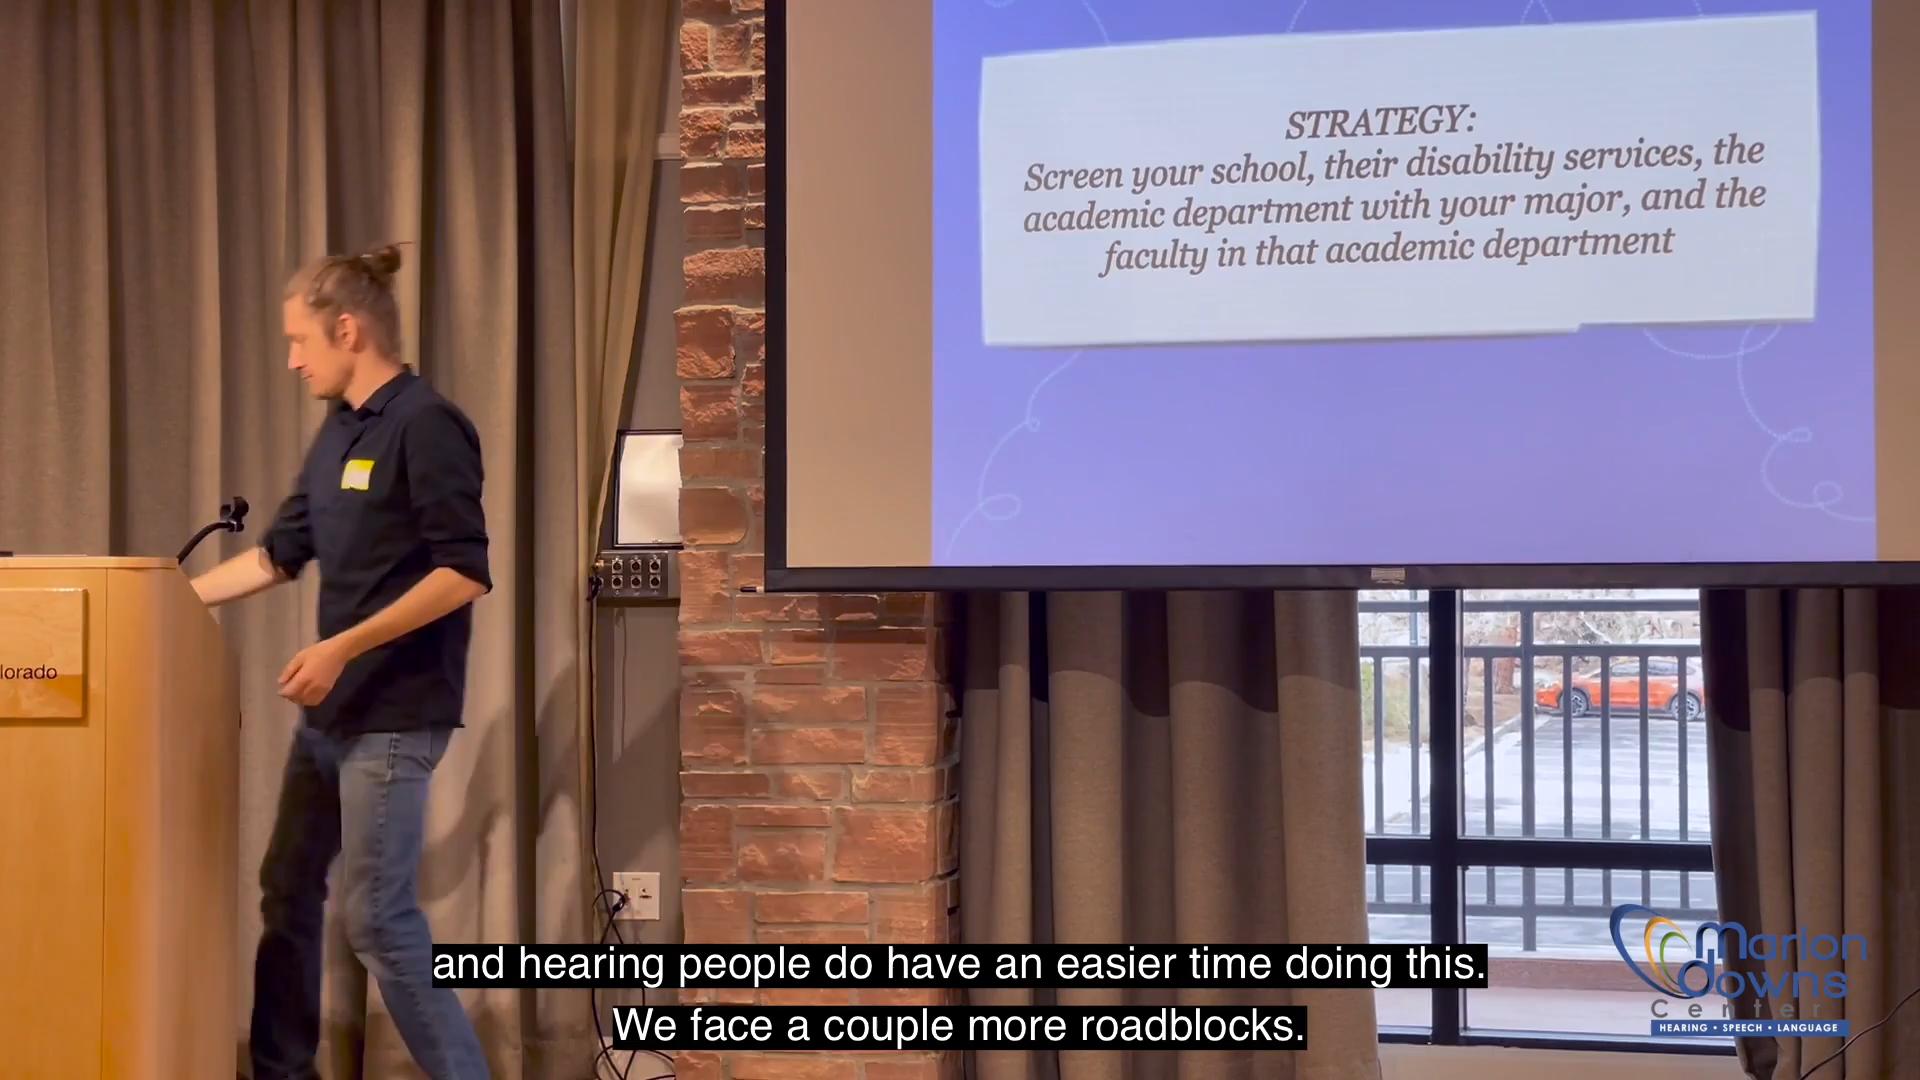 STRATEGY:
Screen your school, their disability services, the
academic department with your major, and the
faculty in that academic department
lorado
and hearing people do have an easier time doing this.
We face a couple more roadblocks.
marion
downs
Center
HEARING • SPEECH • LANGUAGE